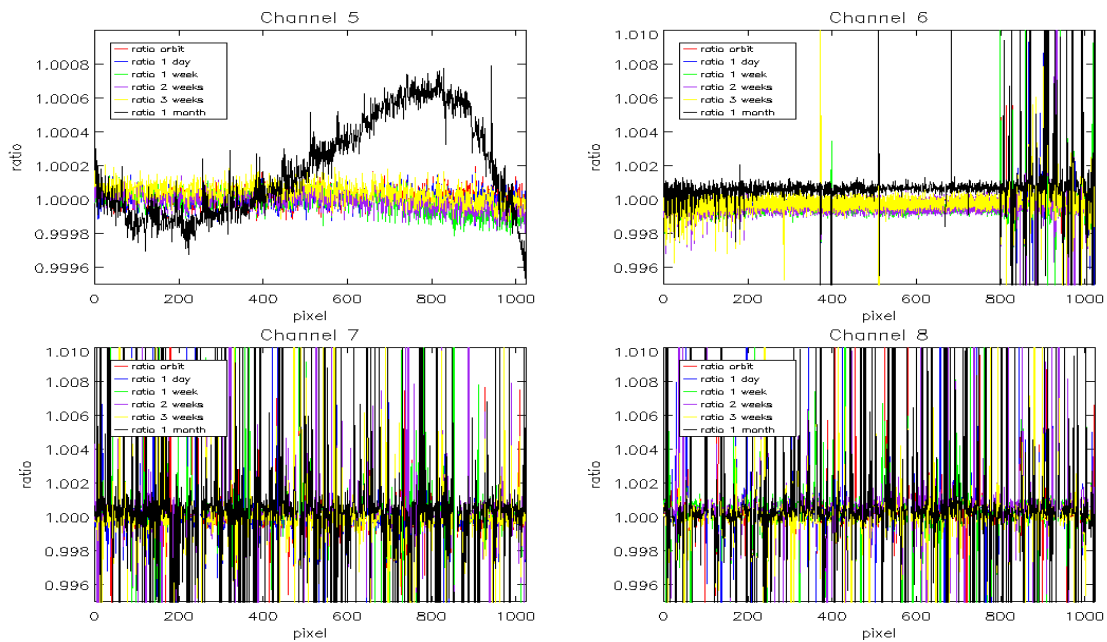 Channel 5
1.0008
1.0006
1.0004
1.0002
1.0000
0.9998
0.9996
ratio
ratio orbit
ratio 1 day
ratio 1 week
ratio 2 weeks
ratio 3 weeks
ratio 1 month
0 200 400 600 800 1000
pixel
Channel 6
1.010
1.008
1.006
1.004
1.002
1.000
0.998
0.996
ratio
ratio orbit
ratio 1 day
ratio 1 week
ratio 2 weeks
ratio 3 weeks
ratio 1 month
0 200 400 600 800 1000
pixel
Channel 7
1.010
1.008
1.006
1.004
1.002
1.000
0.998
0.996
ratio
ratio orbit
ratio 1 day
ratio 1 week
ratio 2 weeks
ratio 3 weeks
ratio 1 month
0 200 400 600 800 1000
pixel
Channel 8
1.010
1.008
1.006
1.004
1.002
1.000
0.998
0.996
ratio
ratio orbit
ratio 1 day
ratio 1 week
ratio 2 weeks
ratio 3 weeks
ratio 1 month
0 200 400 600 800 1000
pixel